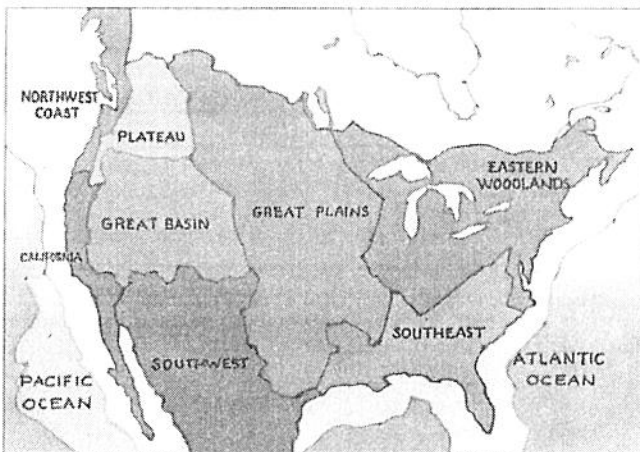 NORTHWEST
COAST
PLATEAU
EASTERN
WOODLANDS
GREAT BASIN
GREAT PLAINS
CALIFORNIA
SOUTHEAST
SOUTHWEST
ATLANTIC
OCEAN
PACIFIC
OCEAN